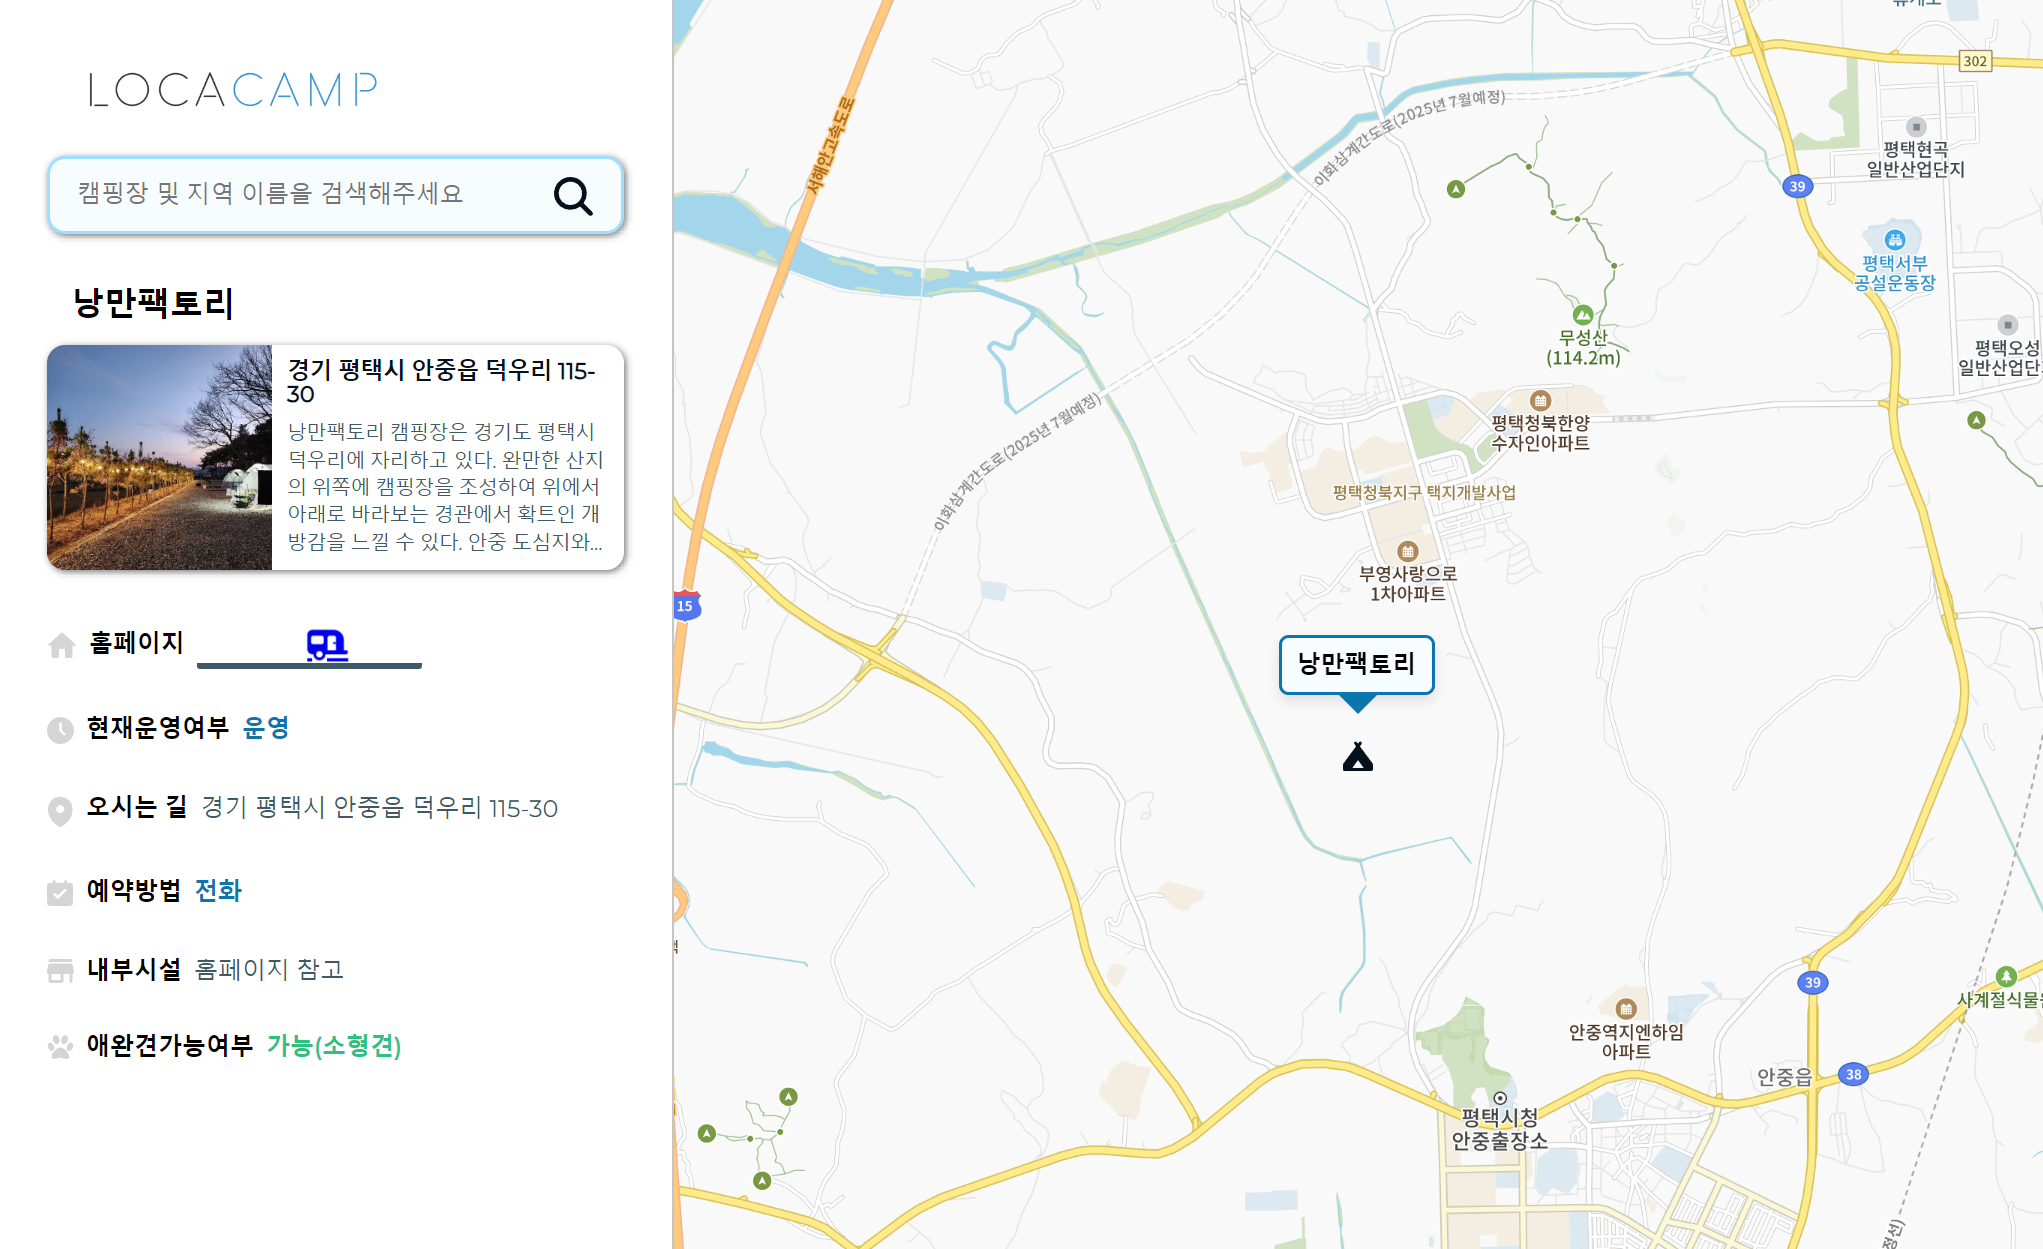 LOCACAMP
캠핑장 및 지역 이름을 검색해주세요
낭만팩토리
경기 평택시 안중읍 덕우리 115-
30
낭만팩토리 캠핑장은 경기도 평택시
덕우리에 자리하고 있다. 완만한 산지
의 위쪽에 캠핑장을 조성하여 위에서
아래로 바라보는 경관에서 확트인 개
방감을 느낄 수 있다. 안중 도심지와...
홈페이지
현재운영여부 운영
오시는 길 경기 평택시 안중읍 덕우리 115-30
예약방법 전화
내부시설 홈페이지 참고
애완견가능여부 가능(소형견)
302
서해안고속도로
이화삼계간도로(2025년 7월예정)
평택현곡
일반산업단지
39
평택서부
공설운동장
무성산
(114.2m)
평택오성
일반산업단
평택청북한양
수자인아파트
이화삼계간도로(2025년 7월예정)
평택청북지구 택지개발사업
부영사랑으로
1차아파트
15
낭만팩토리
39
사계절식물
안중역지엔하임
아파트
안중읍
38
평택시청
안중출장소
정선)